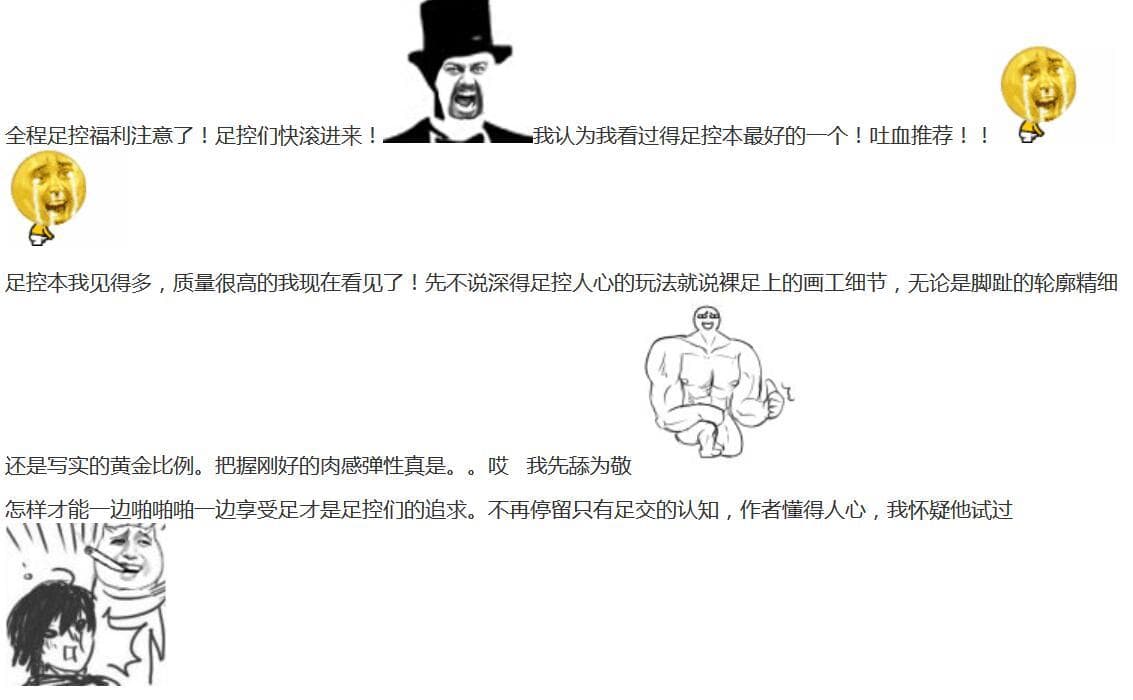 全程足控福利注意了！足控们快滚进来！我认为我看过得足控本最好的一个！吐血推荐！！
足控本我见得多，质量很高的我现在看见了！先不说深得足控人心的玩法就说裸足上的画工细节，无论是脚趾的轮廓精细
还是写实的黄金比例。把握刚好的肉感弹性真是。。哎 我先舔为敬
怎样才能一边啪啪啪一边享受足才是足控们的追求。不再停留只有足交的认知，作者懂得人心，我怀疑他试过